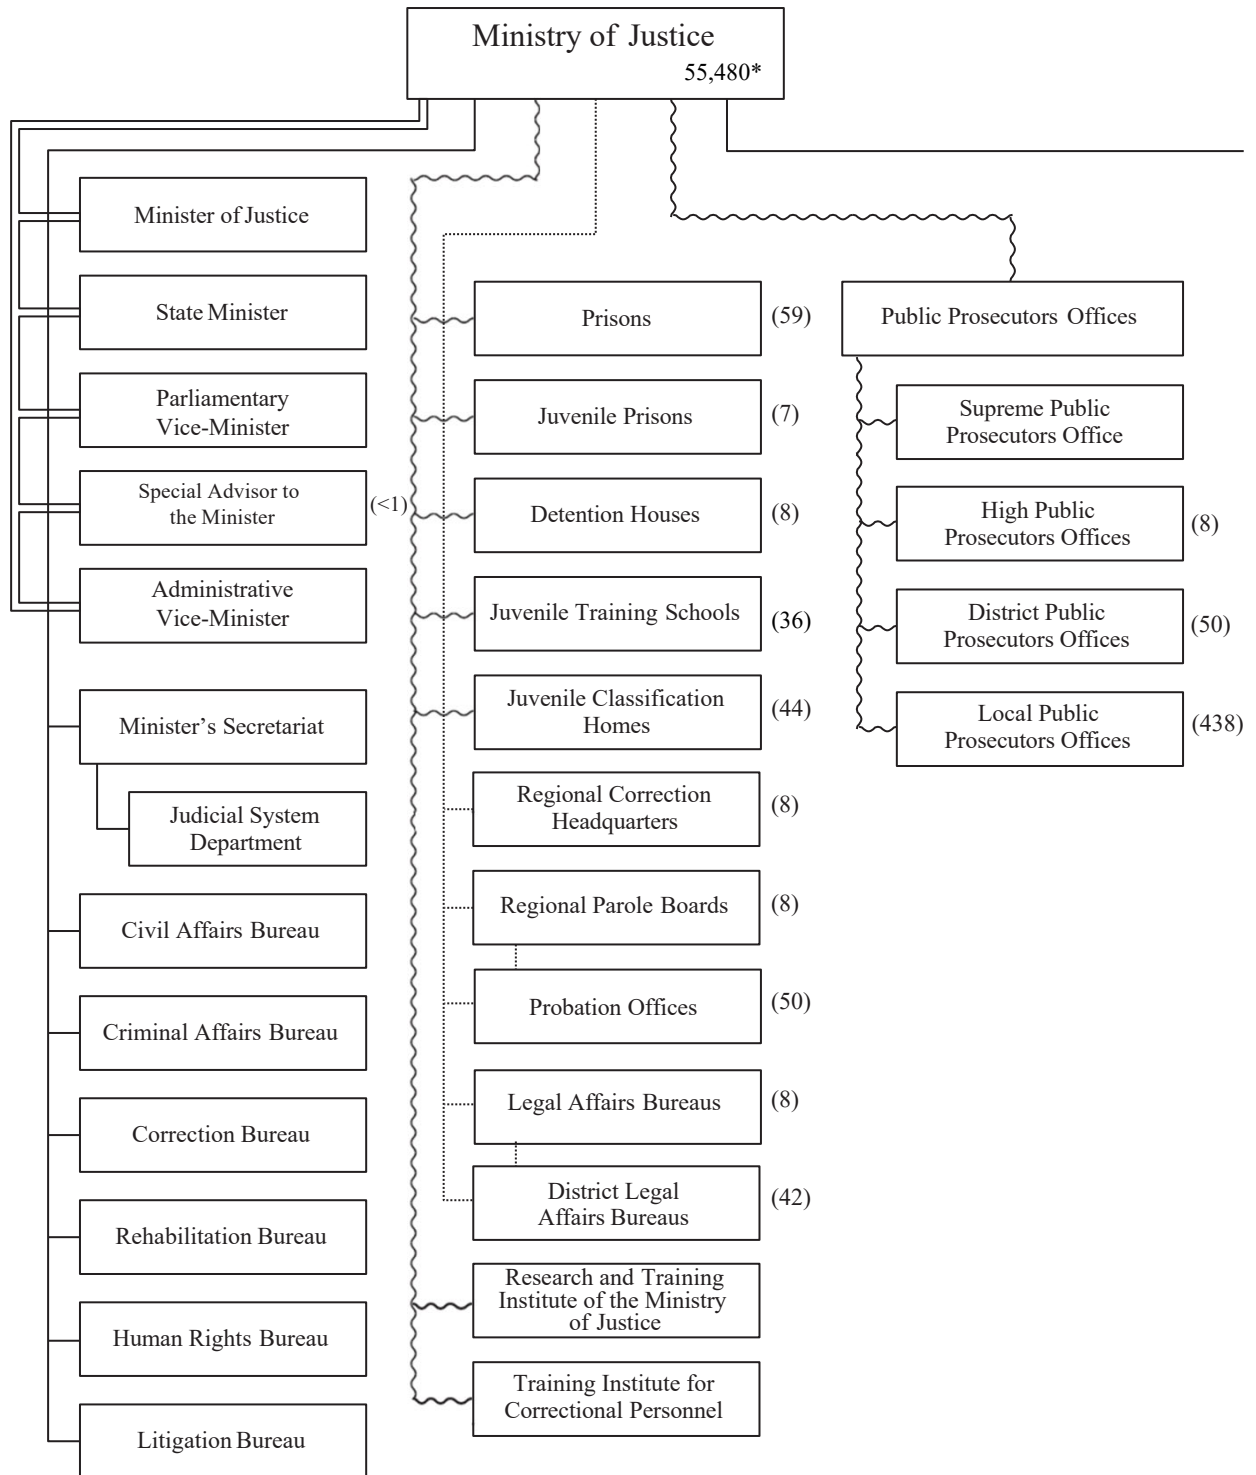 Ministry of Justice
55,480*
Minister of Justice
State Minister
Parliamentary
Vice-Minister
Special Advisor to
the Minister
(<1)
Administrative
Vice-Minister
Minister’s Secretariat
Judicial System
Department
Civil Affairs Bureau
Criminal Affairs Bureau
Correction Bureau
Rehabilitation Bureau
Human Rights Bureau
Litigation Bureau
Prisons
(59)
Juvenile Prisons
(7)
Detention Houses
(8)
Juvenile Training Schools
(36)
Juvenile Classification
Homes
(44)
Regional Correction
Headquarters
(8)
Regional Parole Boards
(8)
Probation Offices
(50)
Legal Affairs Bureaus
(8)
District Legal
Affairs Bureaus
(42)
Research and Training
Institute of the Ministry
of Justice
Training Institute for
Correctional Personnel
Public Prosecutors Offices
Supreme Public
Prosecutors Office
High Public
Prosecutors Offices
(8)
District Public
Prosecutors Offices
(50)
Local Public
Prosecutors Offices
(438)